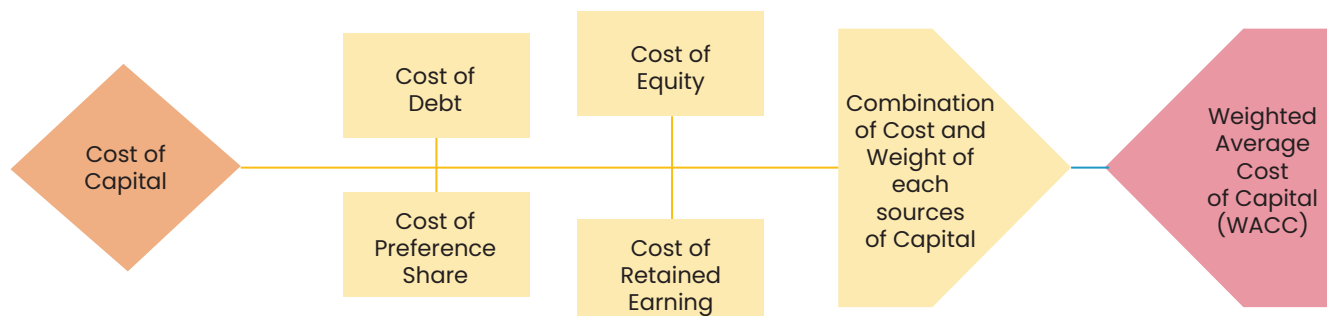 Cost of
Capital
Cost of
Debt
Cost of
Preference
Share
Cost of
Equity
Cost of
Retained
Earning
Combination
of Cost and
Weight of
each
sources
of Capital
Weighted
Average
Cost
of Capital
(WACC)